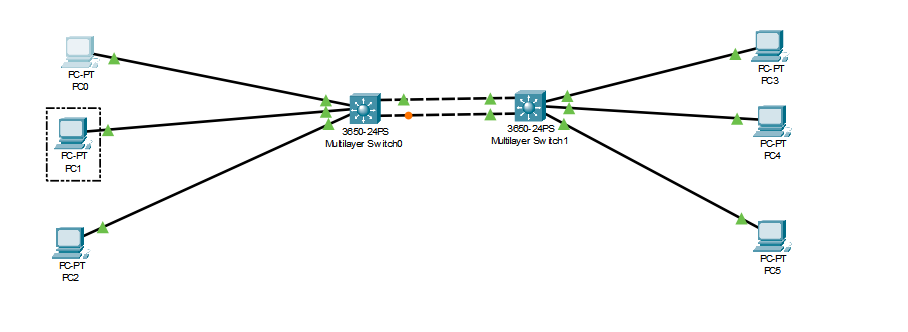 PC-PT
PC0
PC-PT
PC1
PC-PT
PC2
3650-24PS
Multilayer Switch0
3650-24PS
Multilayer Switch1
PC-PT
PC3
PC-PT
PC4
PC-PT
PC5